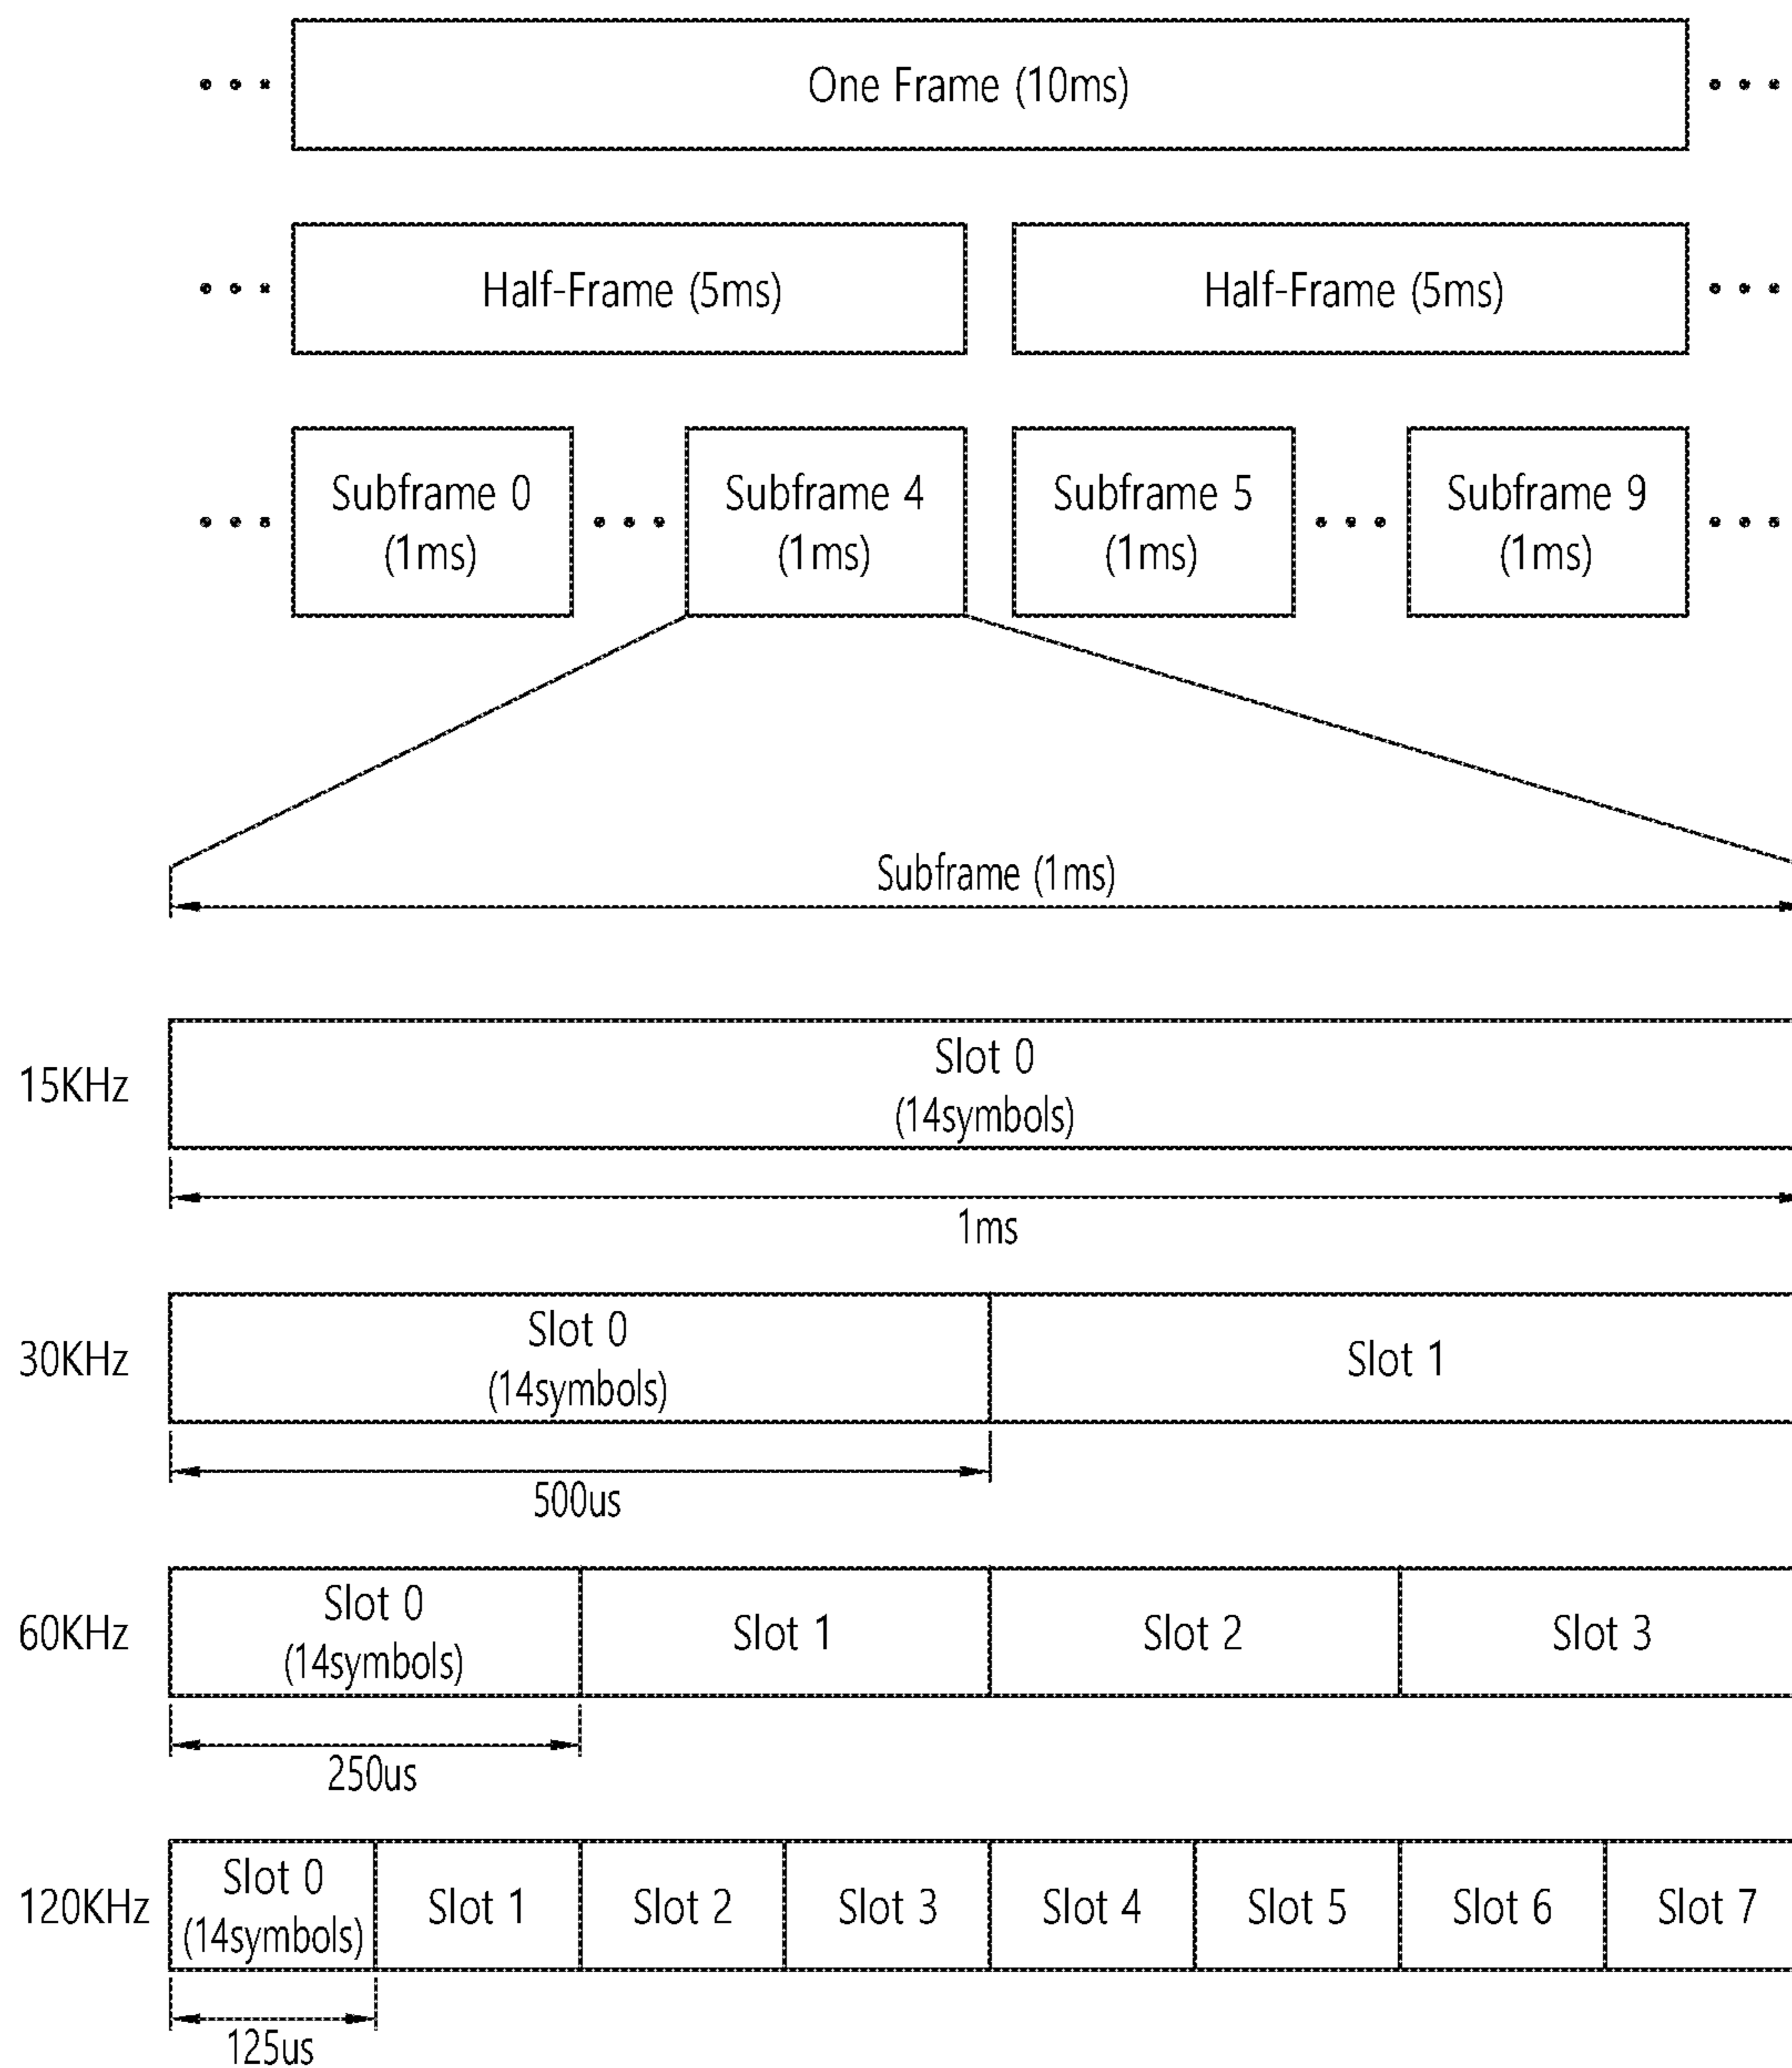 One Frame (10ms)
Half-Frame (5ms)
Half-Frame (5ms)
Subframe 0
(1ms)
Subframe 4
(1ms)
Subframe 5
(1ms)
Subframe 9
(1ms)
Subframe (1ms)
15KHz
Slot 0
(14symbols)
1ms
30KHz
Slot 0
(14symbols)
Slot 1
500us
60KHz
Slot 0
(14symbols)
Slot 1
Slot 2
Slot 3
250us
120KHz
Slot 0
(14symbols)
Slot 1
Slot 2
Slot 3
Slot 4
Slot 5
Slot 6
Slot 7
125us